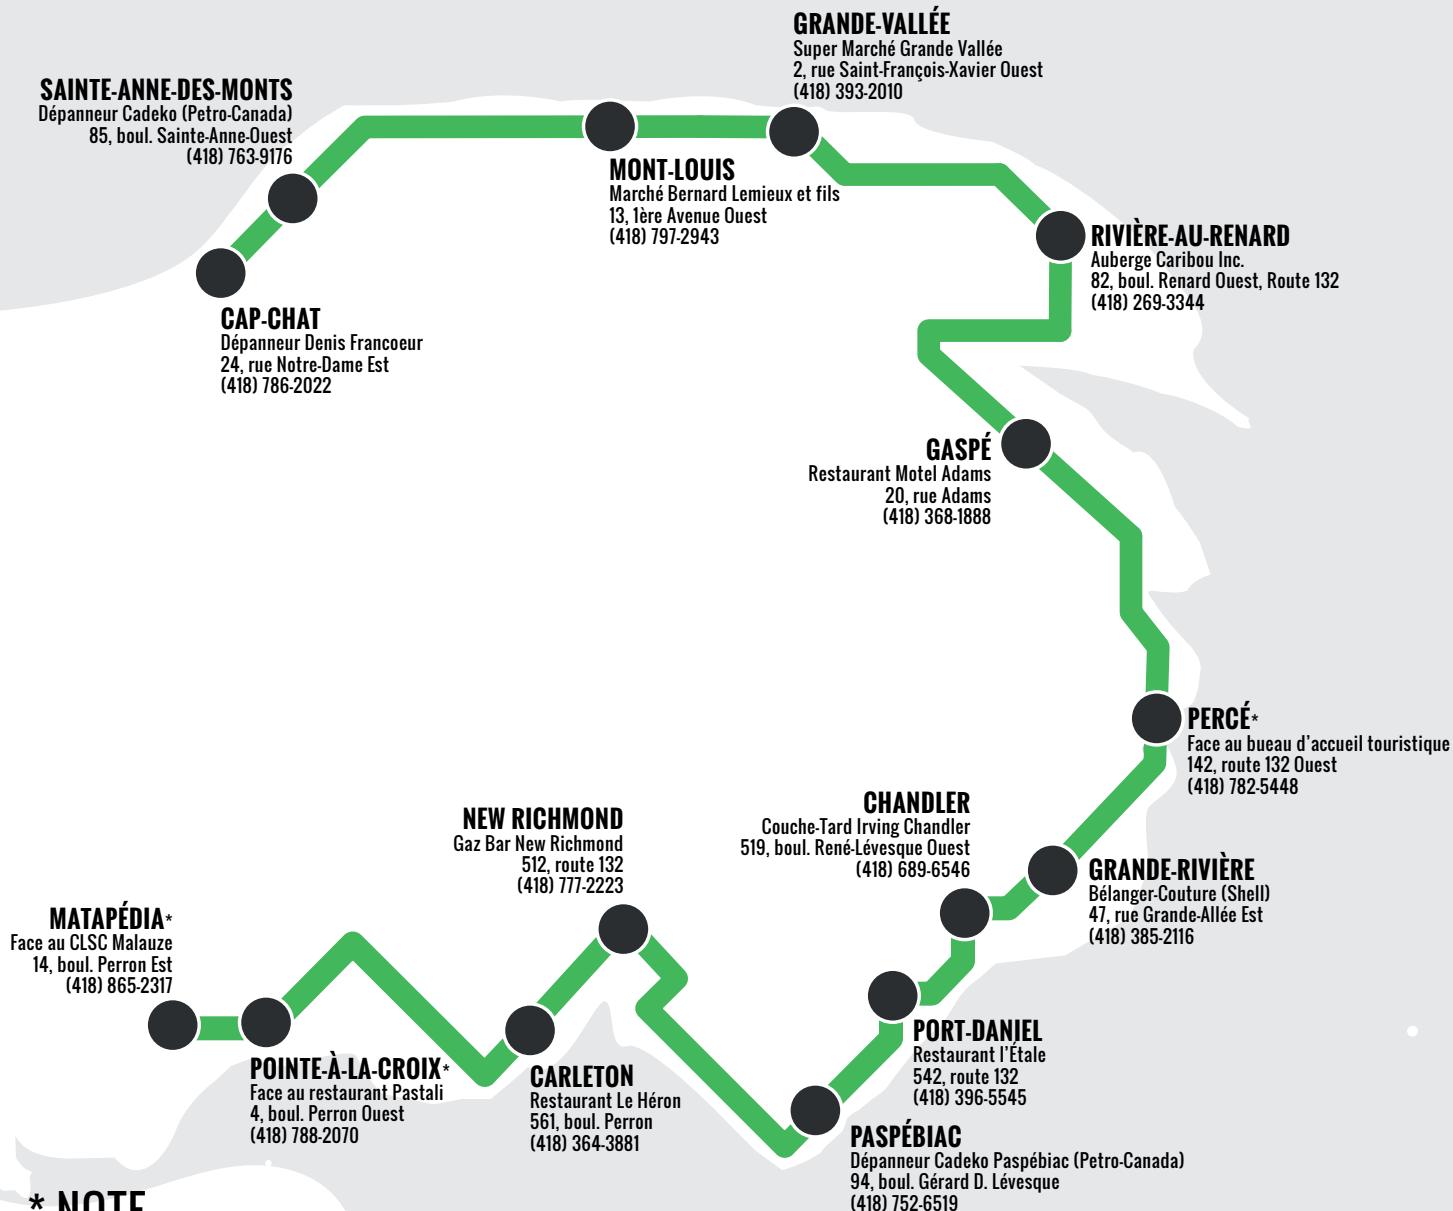 GRANDE-VALLÉE
Super Marché Grande Vallée
2, rue Saint-François-Xavier Ouest
(418) 393-2010
SAINTE-ANNE-DES-MONTS
Dépanneur Cadeko (Petro-Canada)
85, boul. Sainte-Anne-Ouest
(418) 763-9176
MONT-LOUIS
Marché Bernard Lemieux et fils
13, 1ère Avenue Ouest
(418) 797-2943
RIVIÈRE-AU-RENARD
Auberge Caribou Inc.
82, boul. Renard Ouest, Route 132
(418) 269-3344
CAP-CHAT
Dépanneur Denis Francoeur
24, rue Notre-Dame Est
(418) 786-2022
GASPÉ
Restaurant Motel Adams
20, rue Adams
(418) 368-1888
PERCÉ*
Face au bueau d'accueil touristique
142, route 132 Ouest
(418) 782-5448
CHANDLER
Couche-Tard Irving Chandler
519, boul. René-Lévesque Ouest
(418) 689-6546
NEW RICHMOND
Gaz Bar New Richmond
512, route 132
(418) 777-2223
GRANDE-RIVIÈRE
Bélanger-Couture (Shell)
47, rue Grande-Allée Est
(418) 385-2116
MATAPÉDIA*
Face au CLSC Malauze
14, boul. Perron Est
(418) 865-2317
PORT-DANIEL
Restaurant l'Étale
542, route 132
(418) 396-5545
POINTE-À-LA-CROIX*
Face au restaurant Pastali
4, boul. Perron Ouest
(418) 788-2070
CARLETON
Restaurant Le Héron
561, boul. Perron
(418) 364-3881
PASPÉBIAC
Dépanneur Cadeko Paspébiac (Petro-Canada)
94, boul. Gérard D. Lévesque
(418) 752-6519
* NOTE